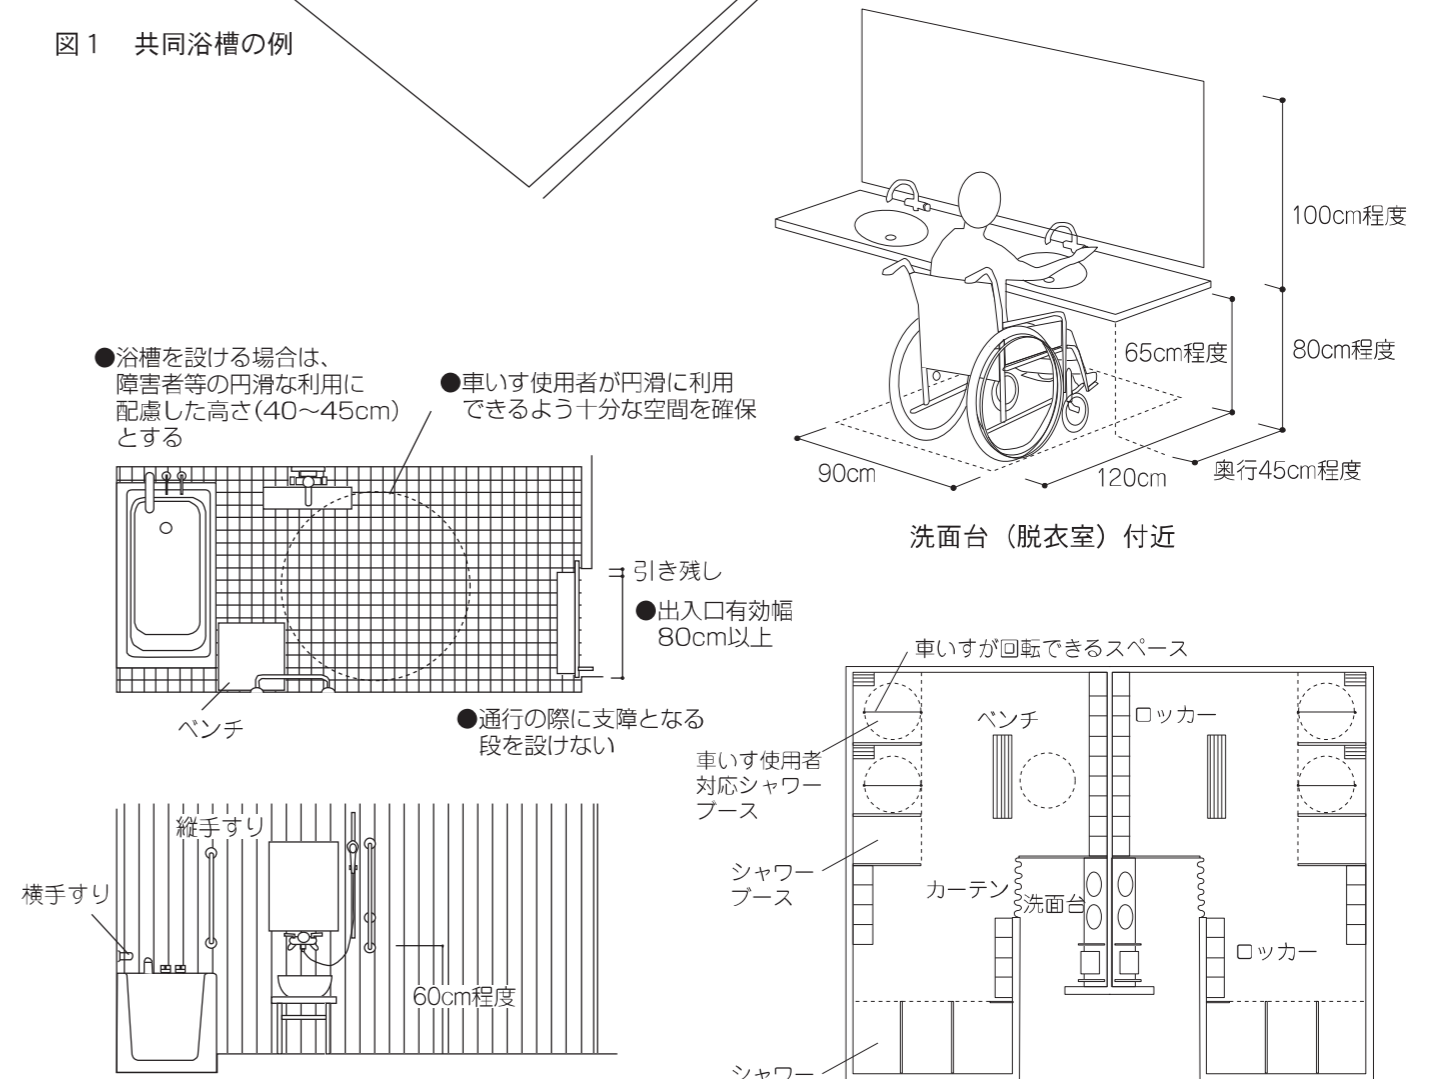 図1 共同浴槽の例
100cm程度
65cm程度
80cm程度
90cm
120cm
奥行45cm程度
洗面台（脱衣室）付近
●浴槽を設ける場合は、
障害者等の円滑な利用に
配慮した高さ(40～45cm)
とする
●車いす使用者が円滑に利用
できるよう十分な空間を確保
引き残し
●出入口有効幅
80cm以上
ベンチ
●通行の際に支障となる
段を設けない
縦手すり
横手すり
60cm程度
車いすが回転できるスペース
ベンチ
ロッカー
車いす使用者
対応シャワー
ブース
シャワー
ブース
カーテン
洗面台
ロッカー
シャワー